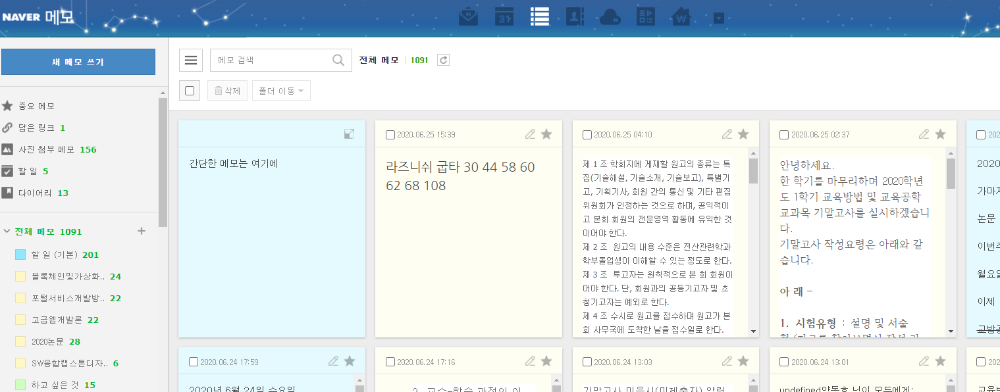 NAVER 메모
31
N
W
새 메모 쓰기
메모 검색
전체 메모 1091
삭제
폴더 이동
중요 메모
담은 링크 1
사진 첨부 메모 156
할 일 5
다이어리 13
전체 메모 1091
할 일 (기본) 201
블록체인및가상화.. 24
포털서비스개발방.. 22
고급웹개발론 22
2020논문 28
SW융합캡스톤디자.. 6
하고 싶은 것 15
간단한 메모는 여기에
2020.06.25 15:39
라즈니쉬 굽타 30 44 58 60
62 68 108
2020.06.25 04:10
제 1 조 학회지에 게재할 원고의 종류는 특
집(기술해설, 기술소개, 기술보고), 특별기
고, 기획기사, 회원 간의 통신 및 기타 편집
위원회가 인정하는 것으로 하며, 공익적이
고 본회 회원의 전문영역 활동에 유익한 것
이어야 한다.
제 2 조 원고의 내용 수준은 전산관련학과
학부졸업생이 이해할 수 있는 정도로 한다.
제 3 조 투고자는 원칙적으로 본 회 회원이
어야 한다. 단, 회원과의 공동기고자 및 초
청기고자는 예외로 한다.
제 4 조 수시로 원고를 접수하며 원고가 본
회 사무국에 도착한 날을 접수일로 한다.
2020.06.25 02:37
안녕하세요.
한 학기를 마무리하며 2020학년
도 1학기 교육방법 및 교육공학
교과목 기말고사를 실시하겠습니
다.
기말고사 작성요령은 아래와 같
습니다.
아 래 –
1. 시험유형 : 설명 및 서술
202
2020
가마지
논문
이번주
월요일
이제
교방공
2020.06.24 17:59
2020년 6월 24일 수요일
2020.06.24 17:16
2. 교수-학습 과정의 이
2020.06.24 13:03
기말고사 미응시(미제출자) 알림
2020.06.24 13:01
undefined양동호 님이 모두에게:
202